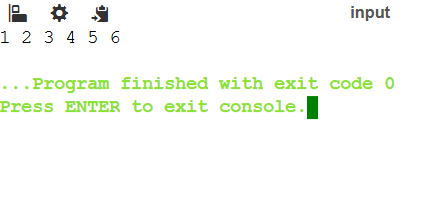 input
1 2 3 4 5 6
...Program finished with exit code 0
Press ENTER to exit console.